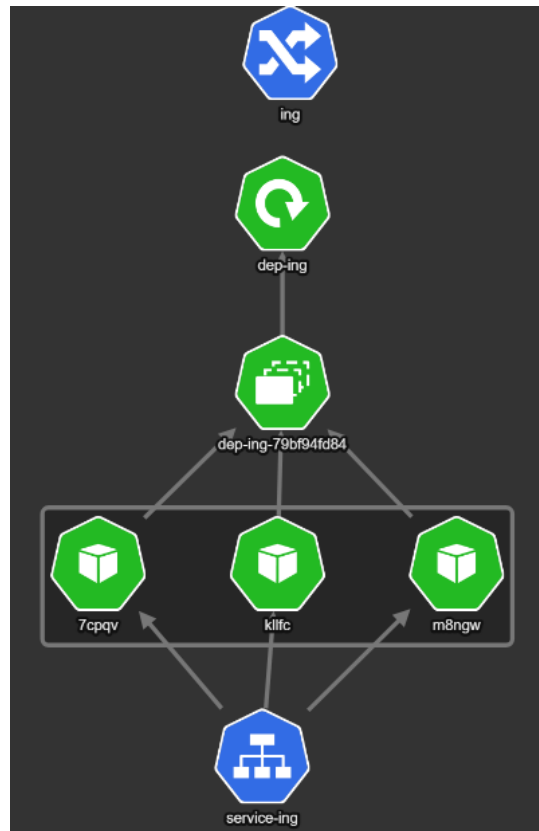 ing
dep-ing
dep-ing-79bf94fd84
7cpqv
kllfc
m8ngw
service-ing